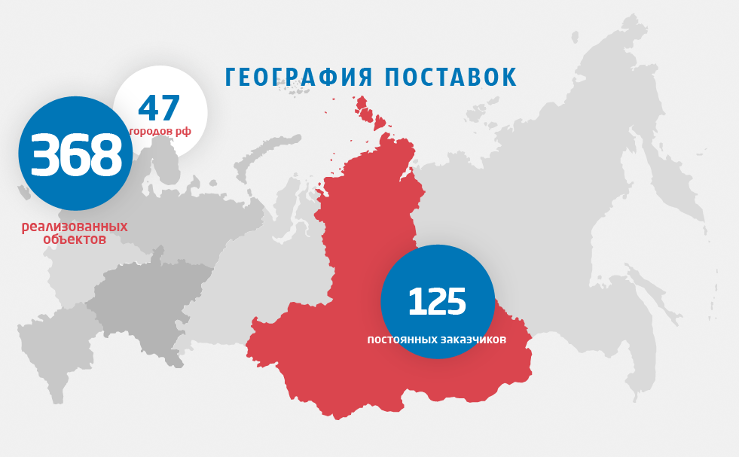 ГЕОГРАФИЯ ПОСТАВОК
47
городов рф
368
реализованных
объектов
125
постоянных заказчиков